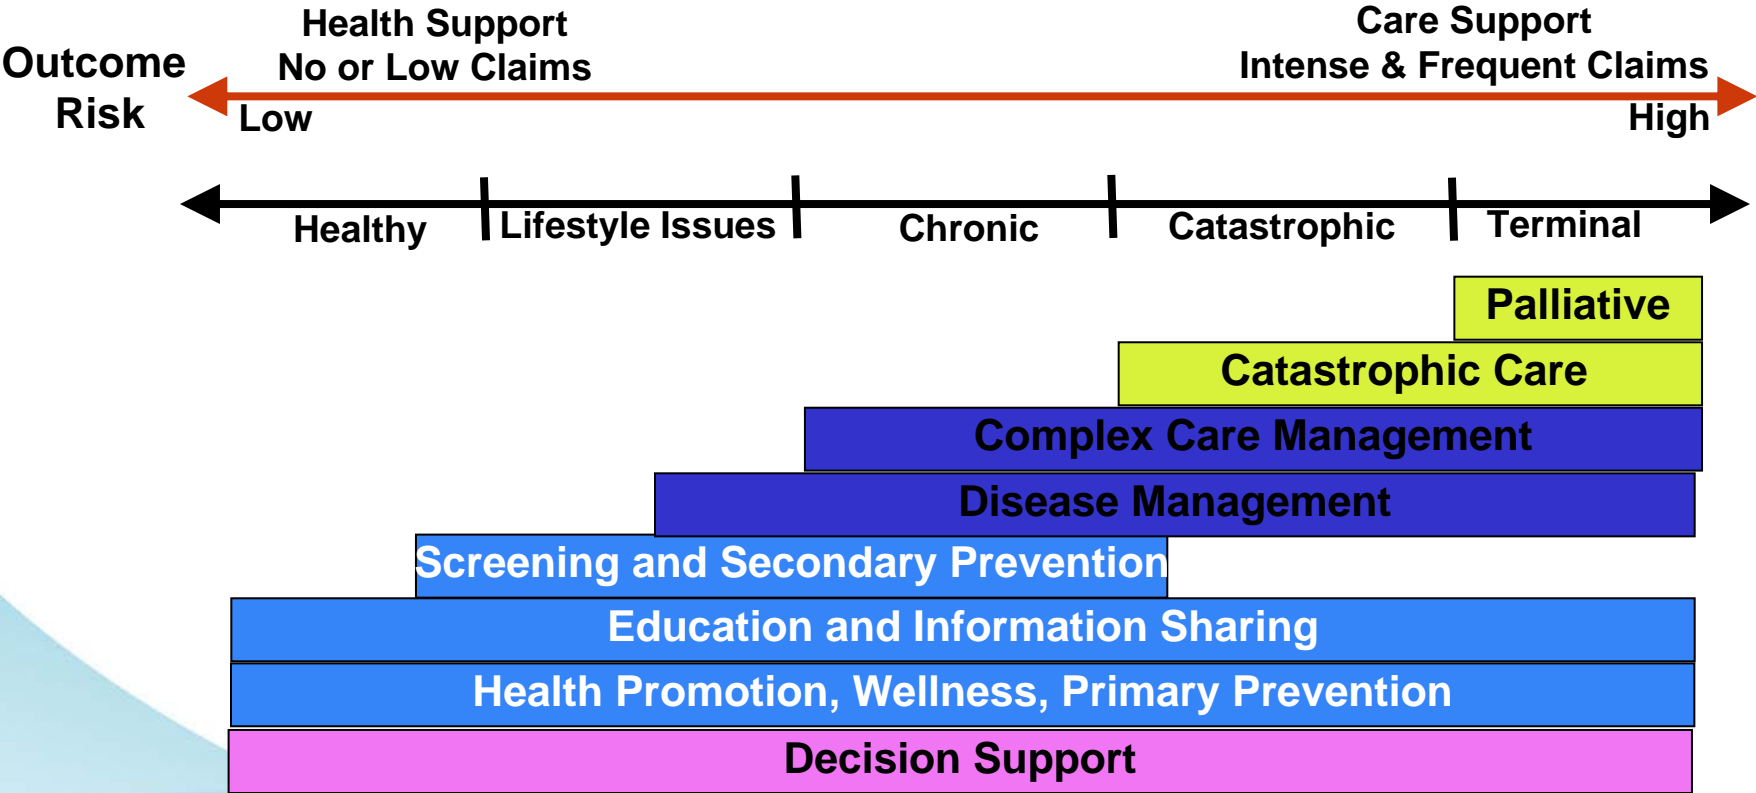 Health Support
No or Low Claims
Care Support
Intense & Frequent Claims
Outcome
Risk
Low
High
Healthy
Lifestyle Issues
Chronic
Catastrophic
Terminal
Palliative
Catastrophic Care
Complex Care Management
Disease Management
Screening and Secondary Prevention
Education and Information Sharing
Health Promotion, Wellness, Primary Prevention
Decision Support